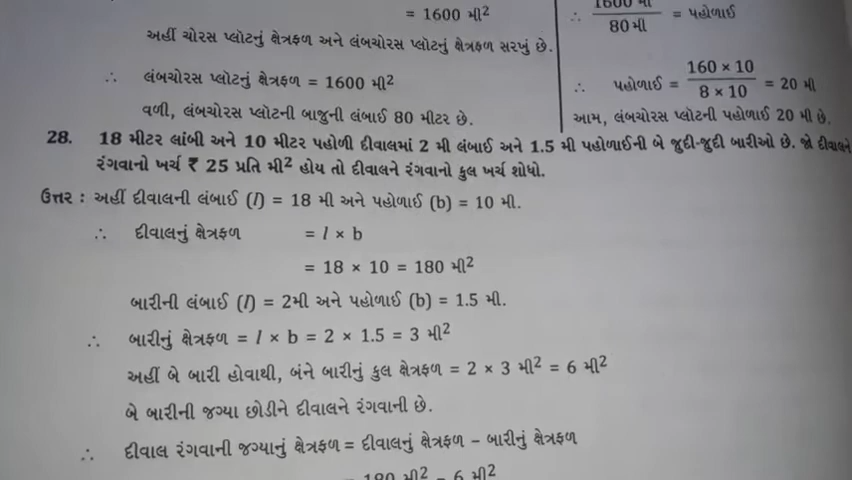 = 1600 મી²
અહીં ચોરસ પ્લૉટનું ક્ષેત્રફળ અને લંબચોરસ પ્લૉટનું ક્ષેત્રફળ સરખું છે.
∴ લંબચોરસ પ્લૉટનું ક્ષેત્રફળ = 1600 મી²
વળી, લંબચોરસ પ્લૉટની બાજુની લંબાઈ 80 મીટર છે.
∴ 1600 મી / 80 મી = પહોળાઈ
∴ પહોળાઈ = 160 × 10 / 8 × 10 = 20 મી
આમ, લંબચોરસ પ્લૉટની પહોળાઈ 20 મી છે.
28. 18 મીટર લાંબી અને 10 મીટર પહોળી દીવાલમાં 2 મી લંબાઈ અને 1.5 મી પહોળાઈની બે જુદી-જુદી બારીઓ છે. જો દીવાલને
રંગવાનો ખર્ચ ₹ 25 પ્રતિ મી² હોય તો દીવાલને રંગવાનો કુલ ખર્ચ શોધો.
ઉત્તર : અહીં દીવાલની લંબાઈ (l) = 18 મી અને પહોળાઈ (b) = 10 મી.
∴ દીવાલનું ક્ષેત્રફળ = l × b
= 18 × 10 = 180 મી²
બારીની લંબાઈ (l) = 2મી અને પહોળાઈ (b) = 1.5 મી.
∴ બારીનું ક્ષેત્રફળ = l × b = 2 × 1.5 = 3 મી²
અહીં બે બારી હોવાથી, બંને બારીનું કુલ ક્ષેત્રફળ = 2 × 3 મી² = 6 મી²
બે બારીની જગ્યા છોડીને દીવાલને રંગવાની છે.
∴ દીવાલ રંગવાની જગ્યાનું ક્ષેત્રફળ = દીવાલનું ક્ષેત્રફળ – બારીનું ક્ષેત્રફળ
= 180 મી² – 6 મી²